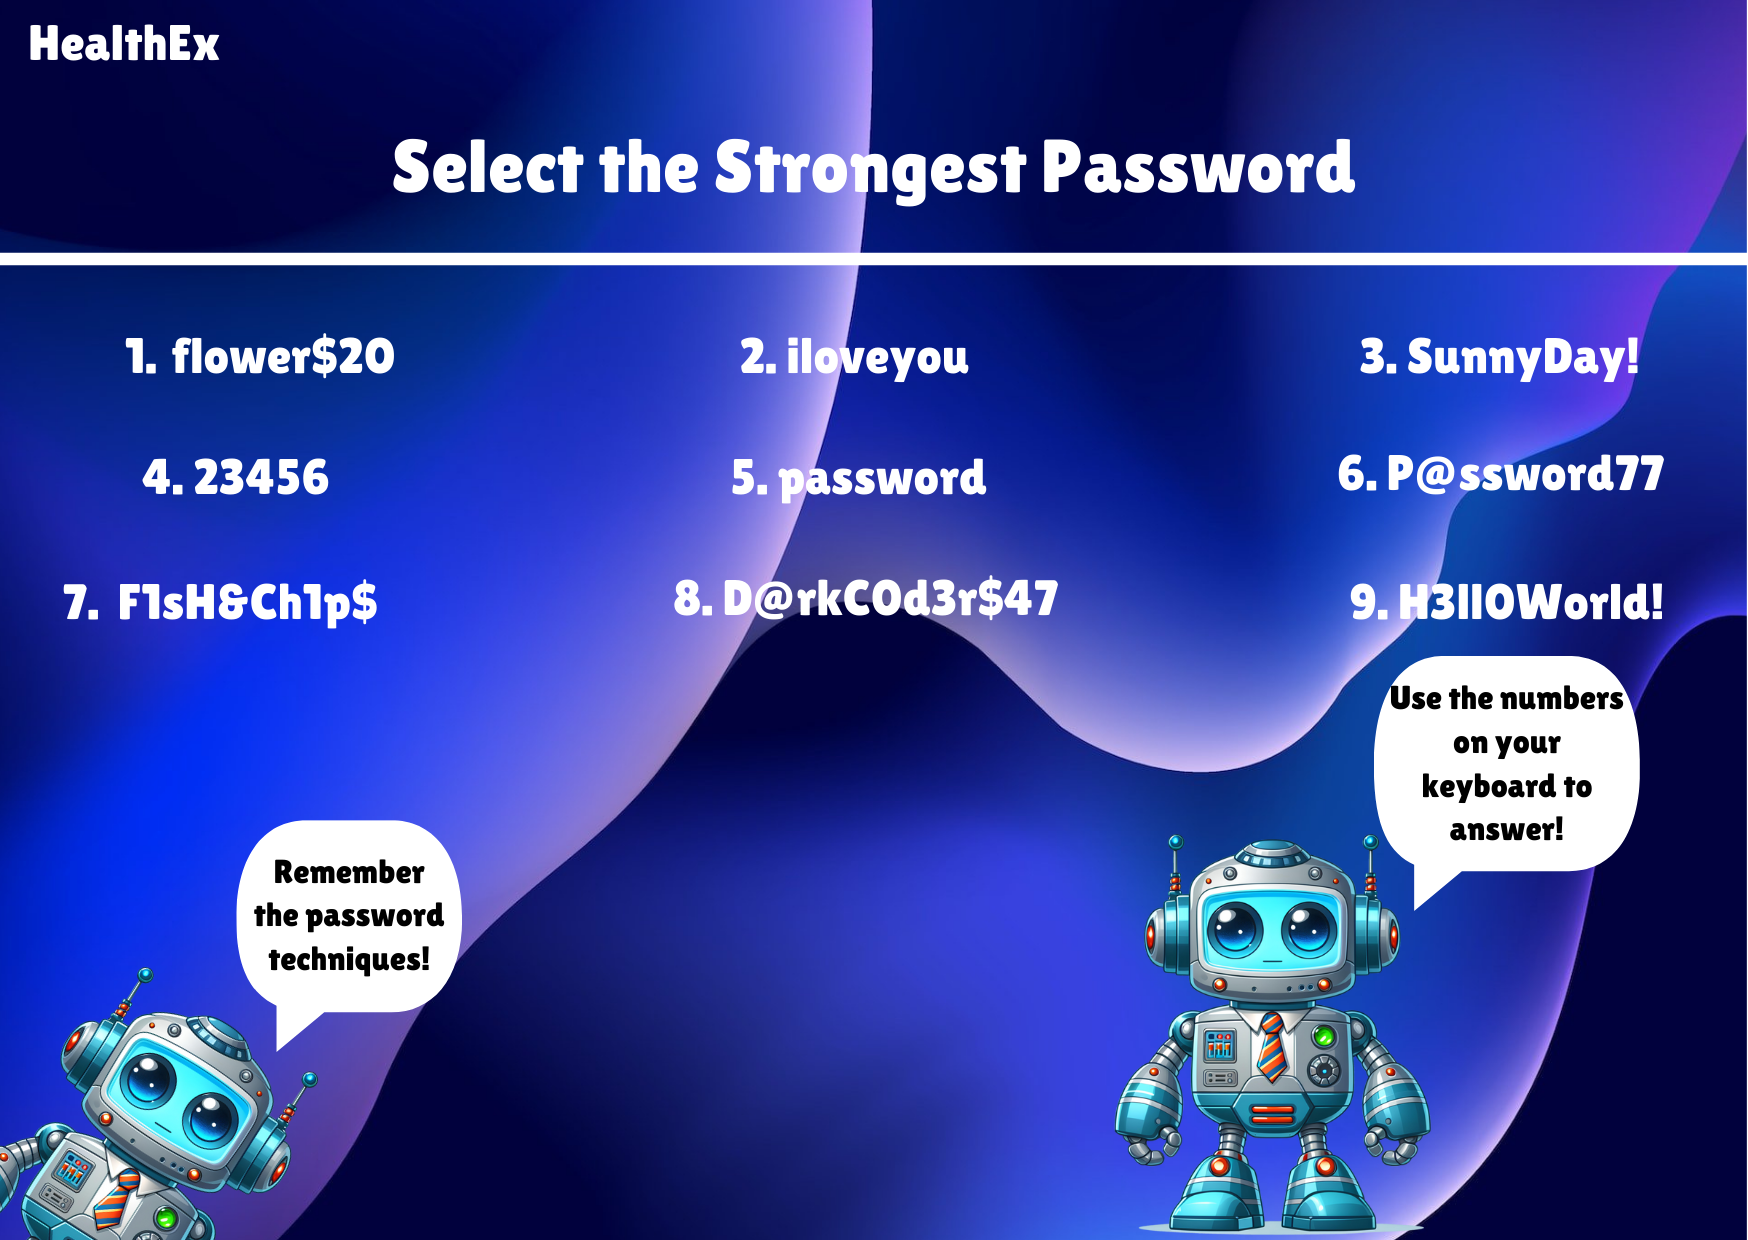 HealthEx
Select the Strongest Password
1. flower$20
2. iloveyou
3. SunnyDay!
4. 23456
5. password
6. P@ssword77
7. F1sH&Ch1p$
8. D@rkC0d3r$47
9. H3ll0World!
Use the numbers
on your
keyboard to
answer!
Remember
the password
techniques!